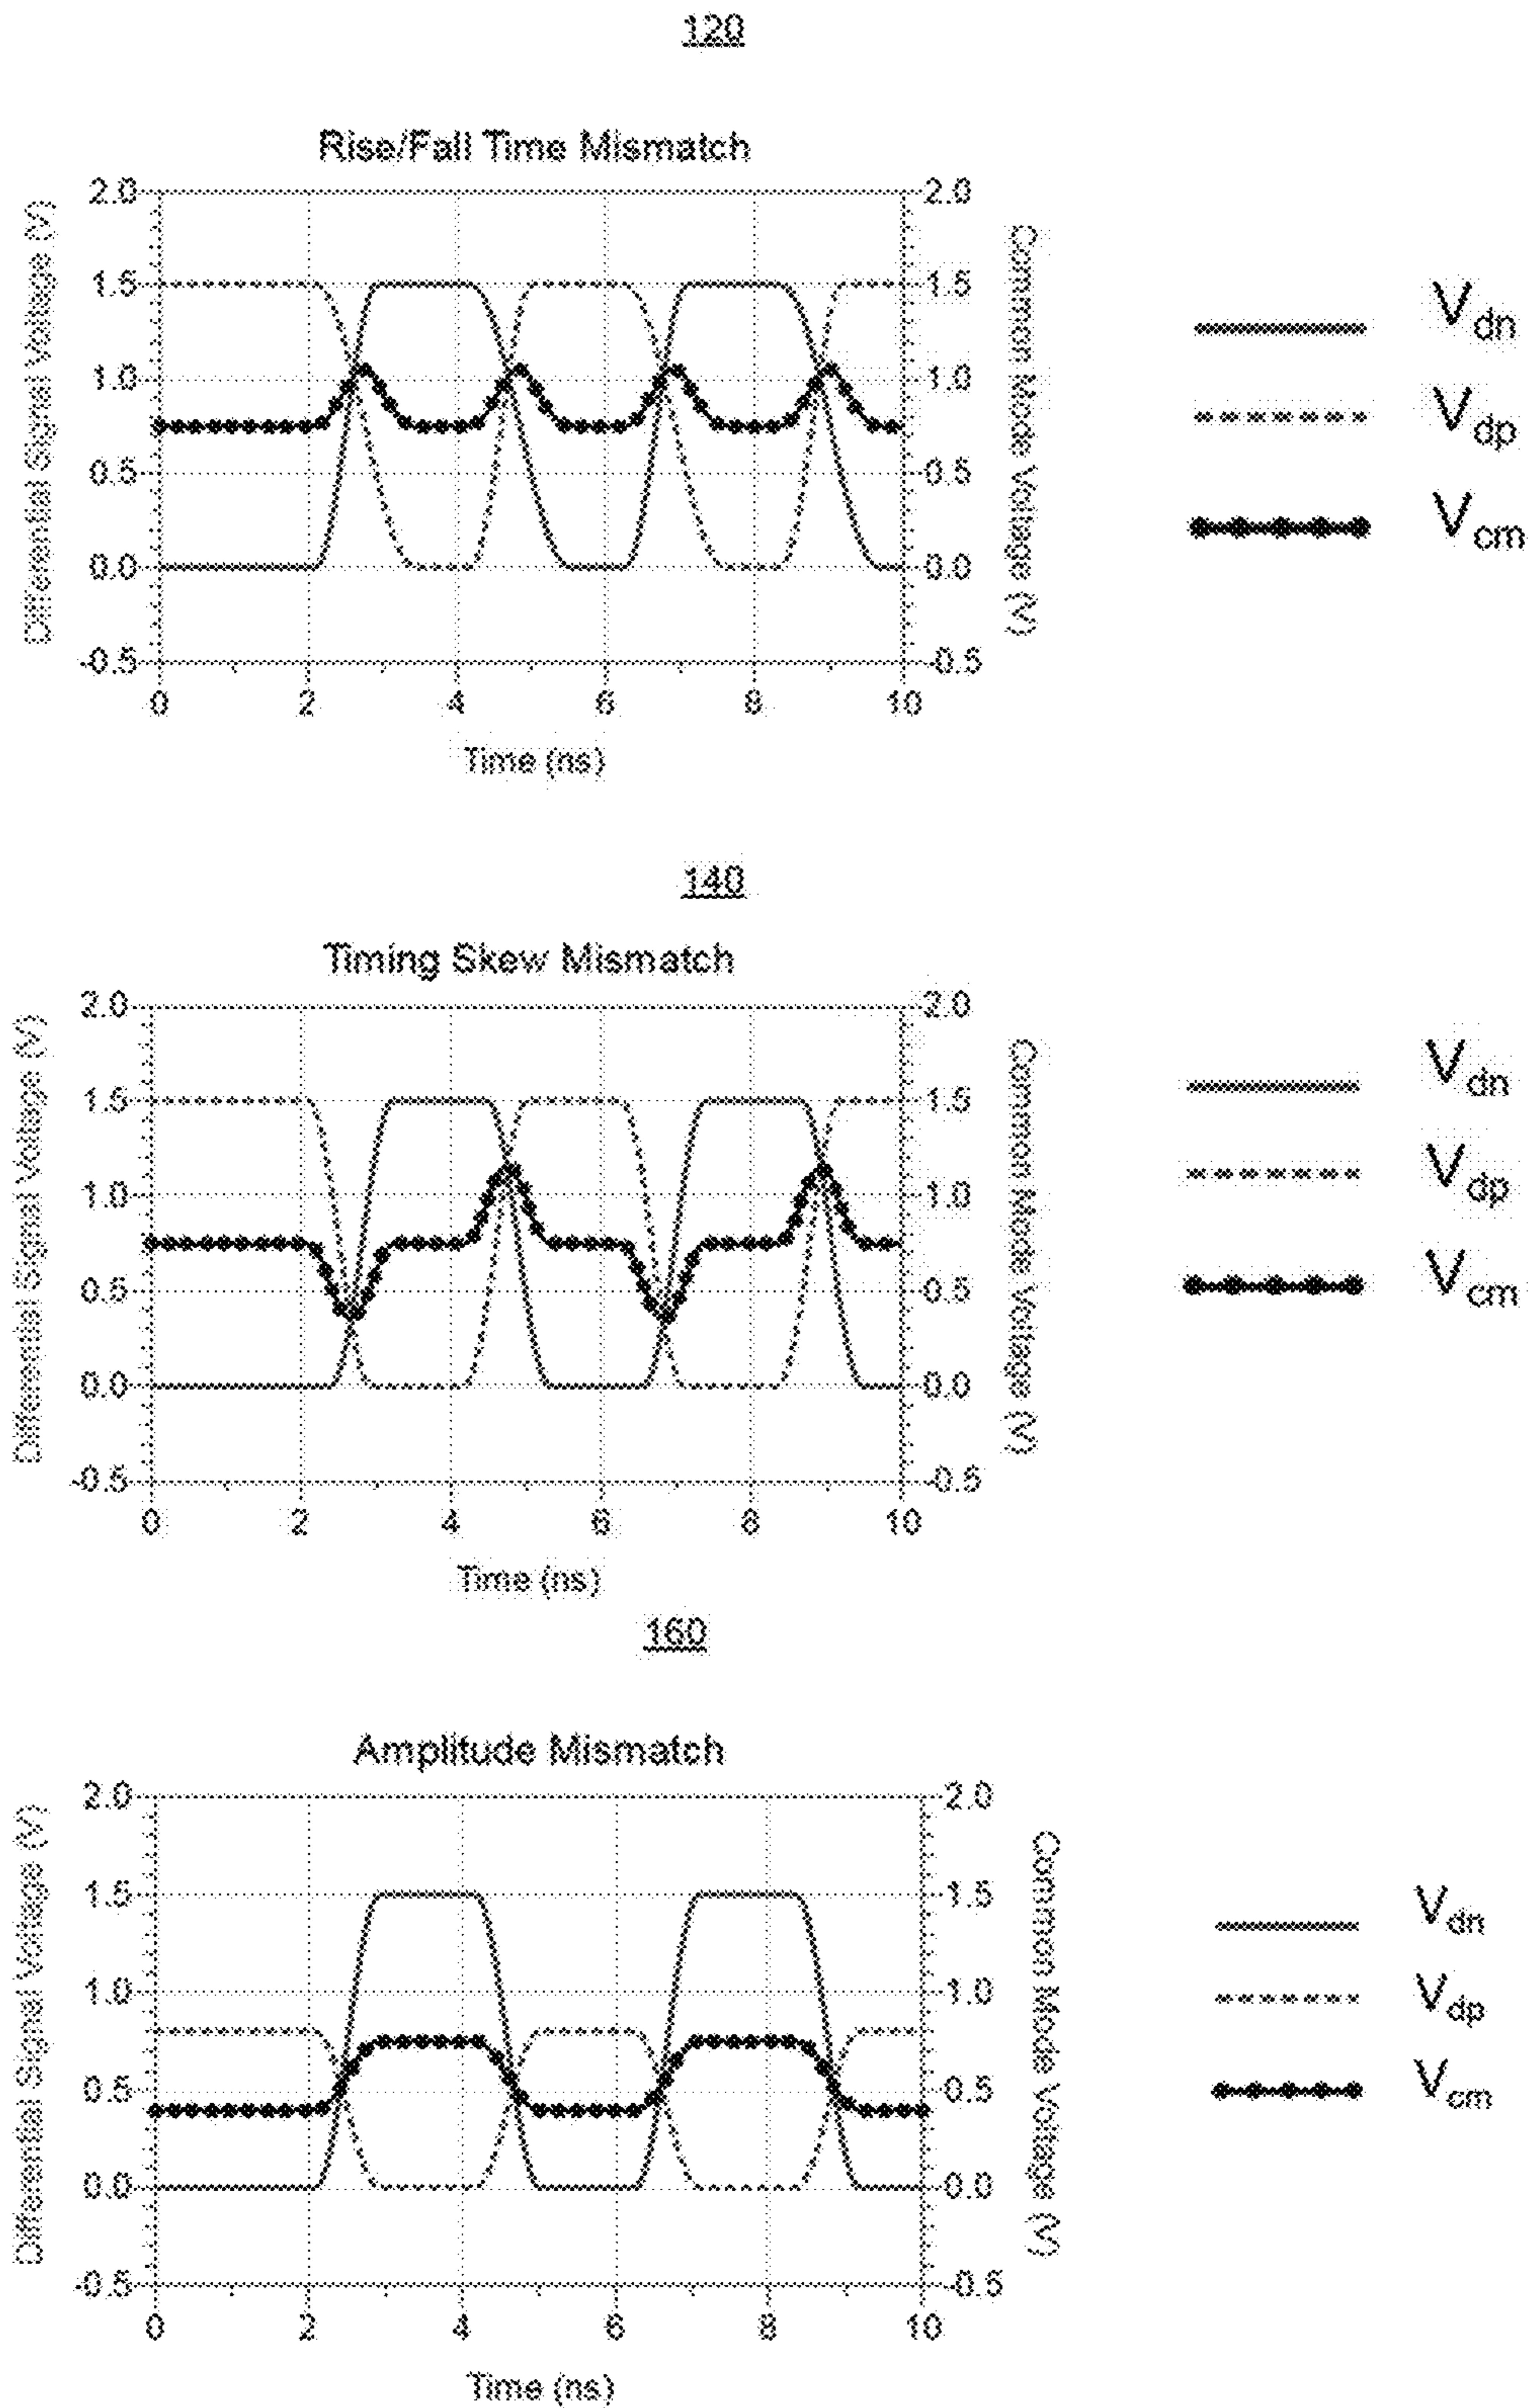 120
Rise/Fall Time Mismatch
Differential Signal Voltage (V)
2.0
1.5
1.0
0.5
0.0
-0.5
2.0
1.5
1.0
0.5
0.0
-0.5
Common Mode Voltage (V)
0 2 4 6 8 10
Time (ns)
Vdn
Vdp
Vcm
140
Timing Skew Mismatch
Differential Signal Voltage (V)
2.0
1.5
1.0
0.5
0.0
-0.5
2.0
1.5
1.0
0.5
0.0
-0.5
Common Mode Voltage (V)
0 2 4 6 8 10
Time (ns)
Vdn
Vdp
Vcm
160
Amplitude Mismatch
Differential Signal Voltage (V)
2.0
1.5
1.0
0.5
0.0
-0.5
2.0
1.5
1.0
0.5
0.0
-0.5
Common Mode Voltage (V)
0 2 4 6 8 10
Time (ns)
Vdn
Vdp
Vcm